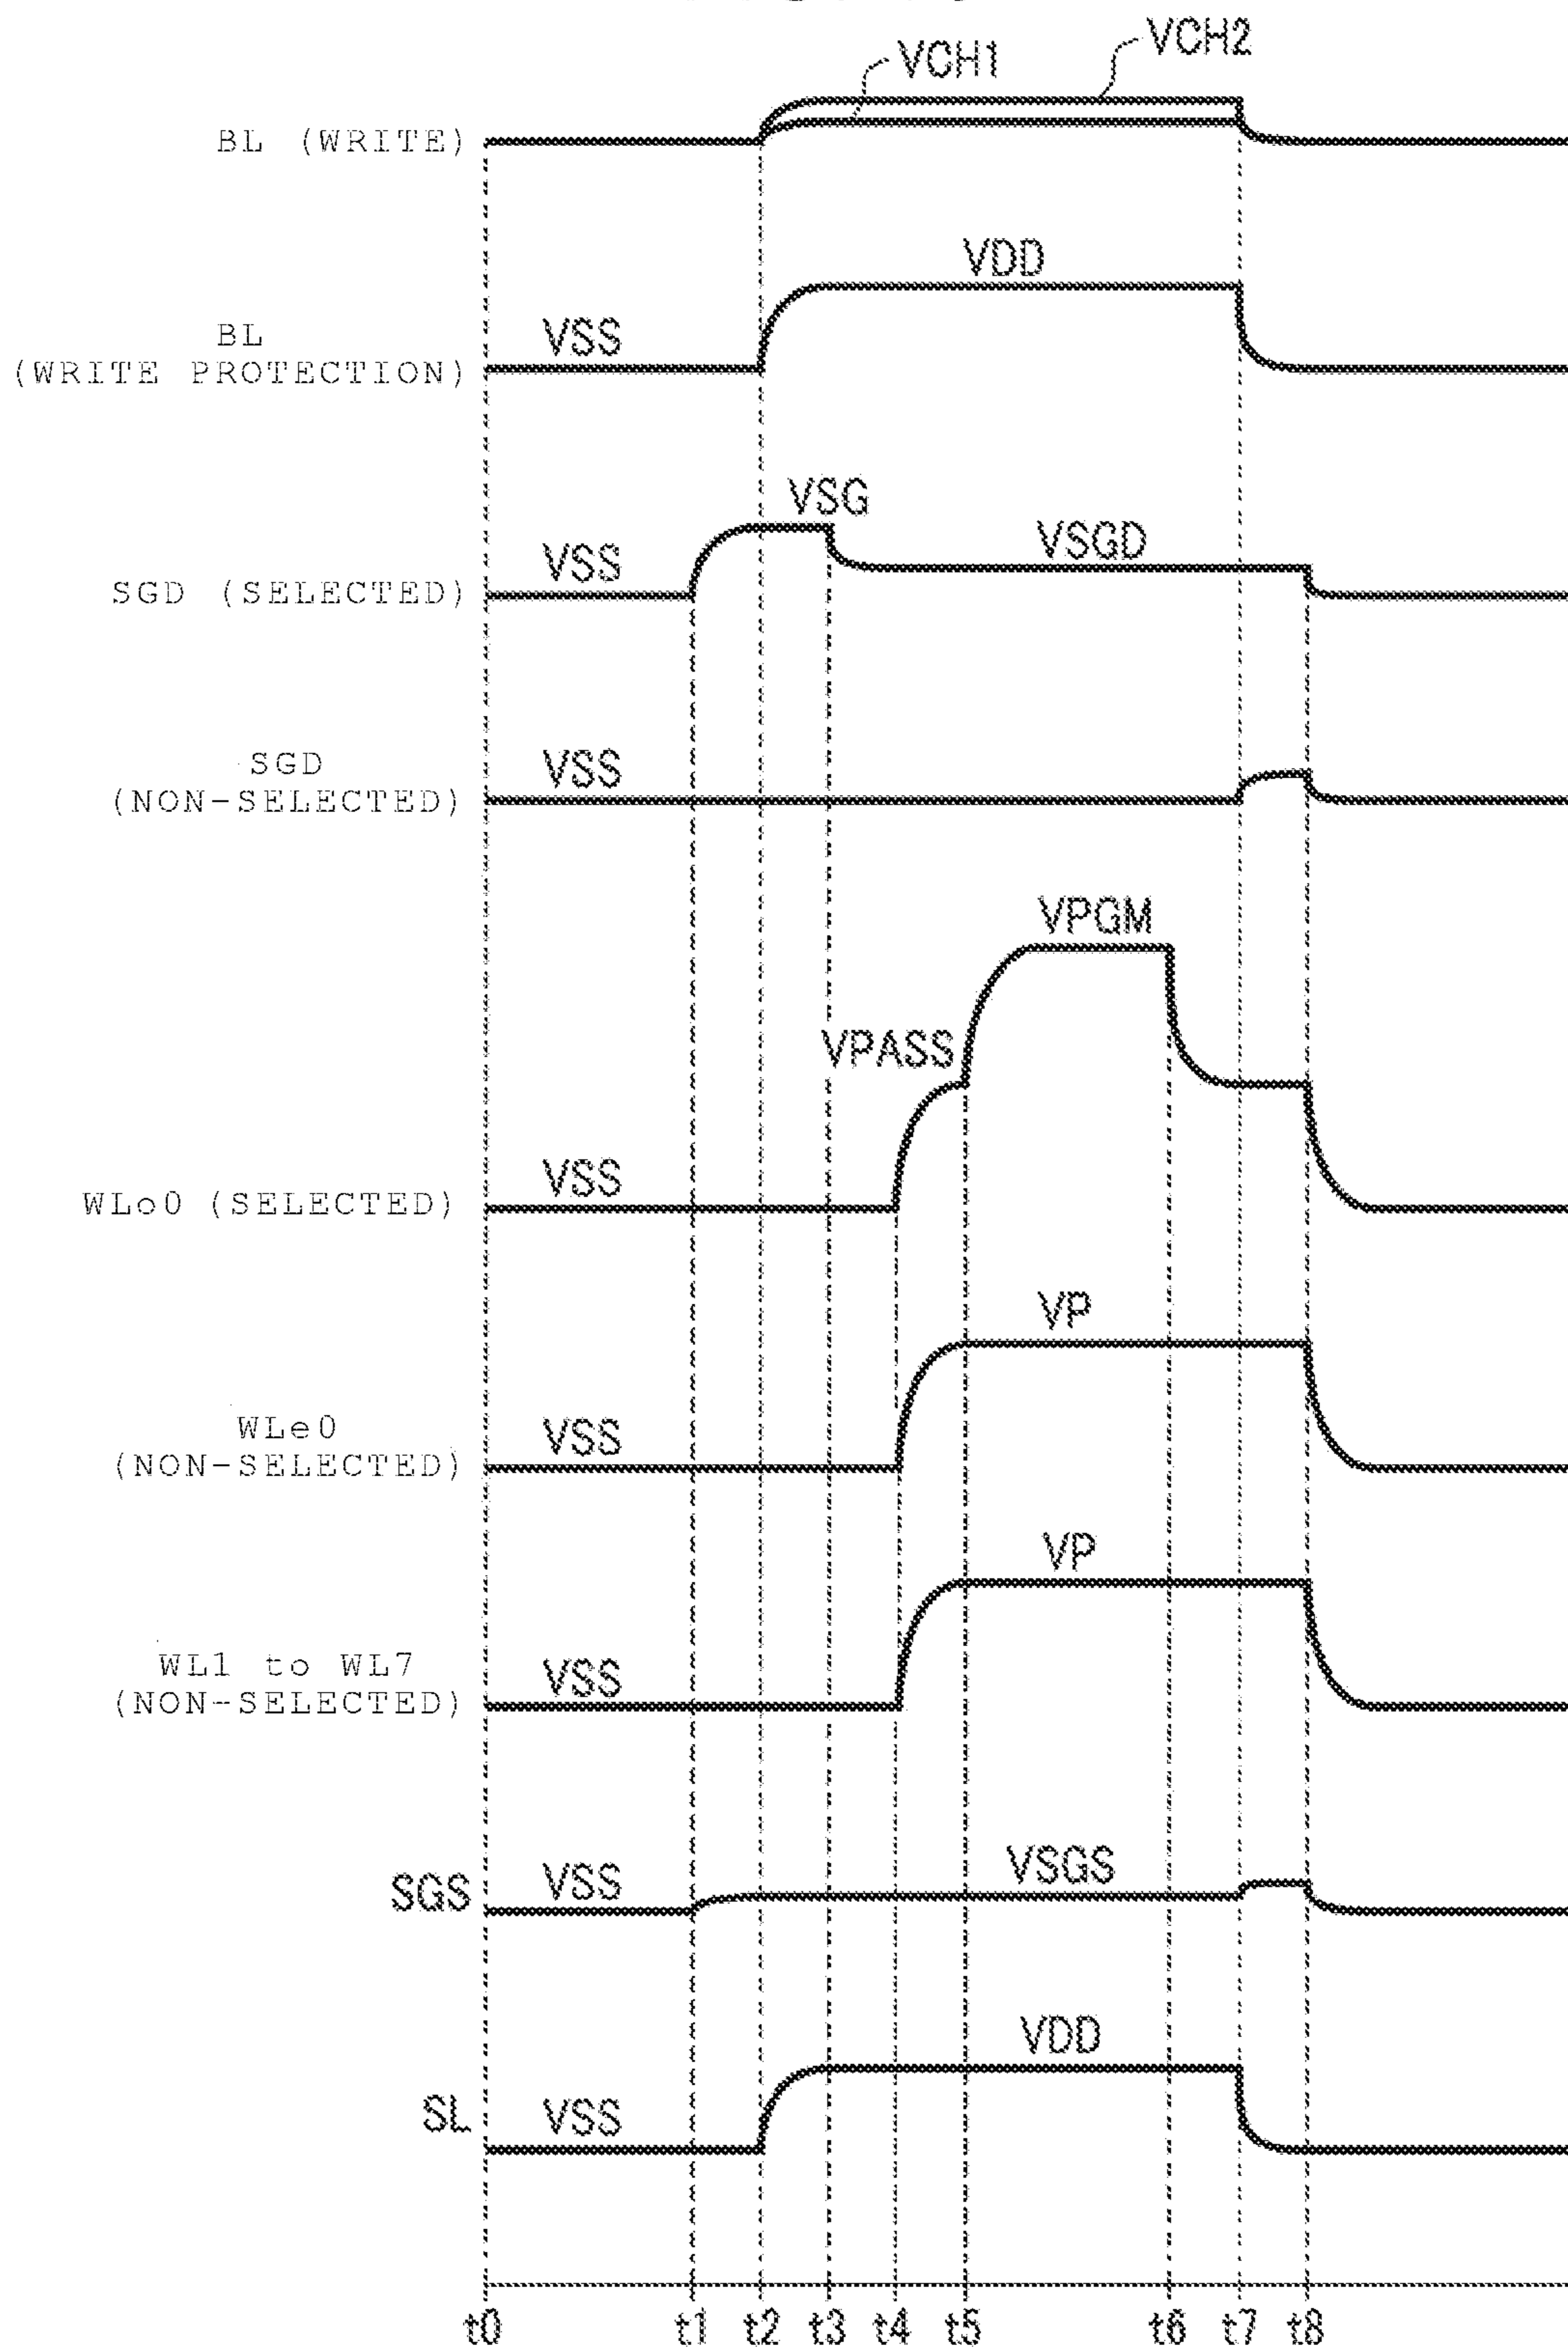 VCH1
VCH2
BL (WRITE)
VDD
BL
(WRITE PROTECTION)
VSS
VSG
VSGD
SGD (SELECTED)
VSS
SGD
(NON-SELECTED)
VSS
VPGM
VPASS
WLo0 (SELECTED)
VSS
VP
WLe0
(NON-SELECTED)
VSS
VP
WL1 to WL7
(NON-SELECTED)
VSS
SGS
VSS
VSGS
VDD
SL
VSS
t0 t1 t2 t3 t4 t5 t6 t7 t8